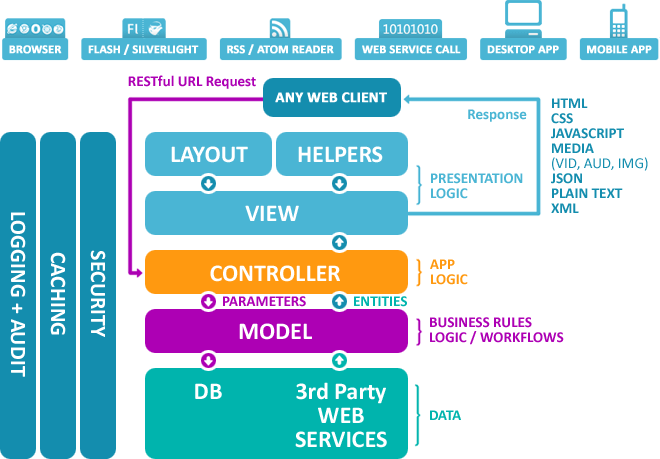 FI
10101010
BROWSER
FLASH / SILVERLIGHT
RSS / ATOM READER
WEB SERVICE CALL
DESKTOP APP
MOBILE APP
RESTful URL Request
ANY WEB CLIENT
Response
HTML
CSS
JAVASCRIPT
MEDIA
(VID, AUD, IMG)
JSON
PLAIN TEXT
XML
LOGGING + AUDIT
CACHING
SECURITY
LAYOUT
HELPERS
PRESENTATION
LOGIC
VIEW
CONTROLLER
APP
LOGIC
PARAMETERS
ENTITIES
MODEL
BUSINESS RULES
LOGIC / WORKFLOWS
DB
3rd Party
WEB
SERVICES
DATA